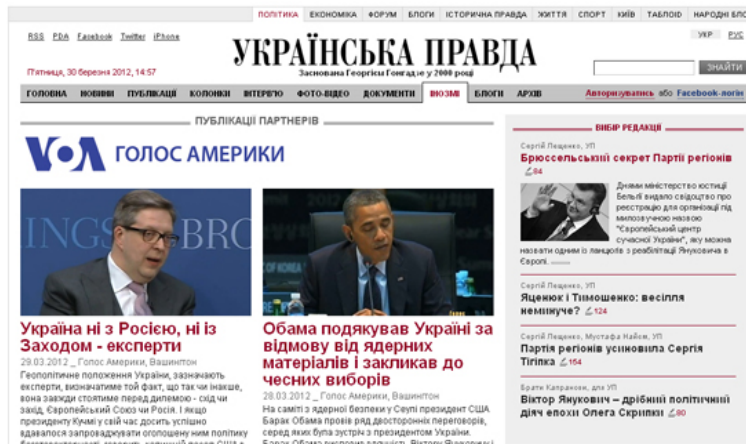 ПОЛІТИКА ЕКОНОМІКА ФОРУМ БЛОГИ ІСТОРИЧНА ПРАВДА ЖИТТЯ СПОРТ КИЇВ ТАБЛОІD НАРОДНІ БЛО
RSS PDA Facebook Twitter iPhone
УКР РУС
УКРАЇНСЬКА ПРАВДА
Заснована Георгієм Гонгадзе у 2000 році
П'ятниця, 30 березня 2012, 14:57
ЗНАЙТИ
ГОЛОВНА НОВИНИ ПУБЛІКАЦІЇ КОЛОНКИ ІНТЕРВ'Ю ФОТО-ВІДЕО ДОКУМЕНТИ ІНОЗМІ БЛОГИ АРХІВ
Авторизуватись або Facebook-логін
ПУБЛІКАЦІЇ ПАРТНЕРІВ
VOA ГОЛОС АМЕРИКИ
INGS BRO
Україна ні з Росією, ні із
Заходом - експерти
29.03.2012 _ Голос Америки, Вашингтон
Геополітичне положення України, зазначають
експерти, визначатиме той факт, що так чи інакше,
вона завжди стоятиме перед дилемою - схід чи
захід, Європейський Союз чи Росія. І якщо
президенту Кучмі у свій час досить успішно
вдавалося запроваджувати оголошену ним політику
Обама подякував Україні за
відмову від ядерних
матеріалів і закликав до
чесних виборів
28.03.2012 _ Голос Америки, Вашингтон
На саміті з ядерної безпеки у Сеулі президент США
Барак Обама провів ряд двосторонніх переговорів,
серед яких була зустріч з президентом України.
ВИБІР РЕДАКЦІЇ
Сергій Лещенко, УП
Брюссельський секрет Партії регіонів
84
Днями міністерство юстиції
Бельгії видало свідоцтво про
реєстрацію для організації під
милозвучною назвою
"Європейський центр
сучасної України", яку можна
назвати одним із ланцюгів з реабілітації Януковича в
Європі.
Сергій Лещенко, УП
Яценюк і Тимошенко: весілля
неминуче? 124
Сергій Лещенко, Мустафа Найєм, УП
Партія регіонів усиновила Сергія
Тігіпка 154
Брати Капранови, для УП
Віктор Янукович – дрібний політичний
діяч епохи Олега Скрипки 80